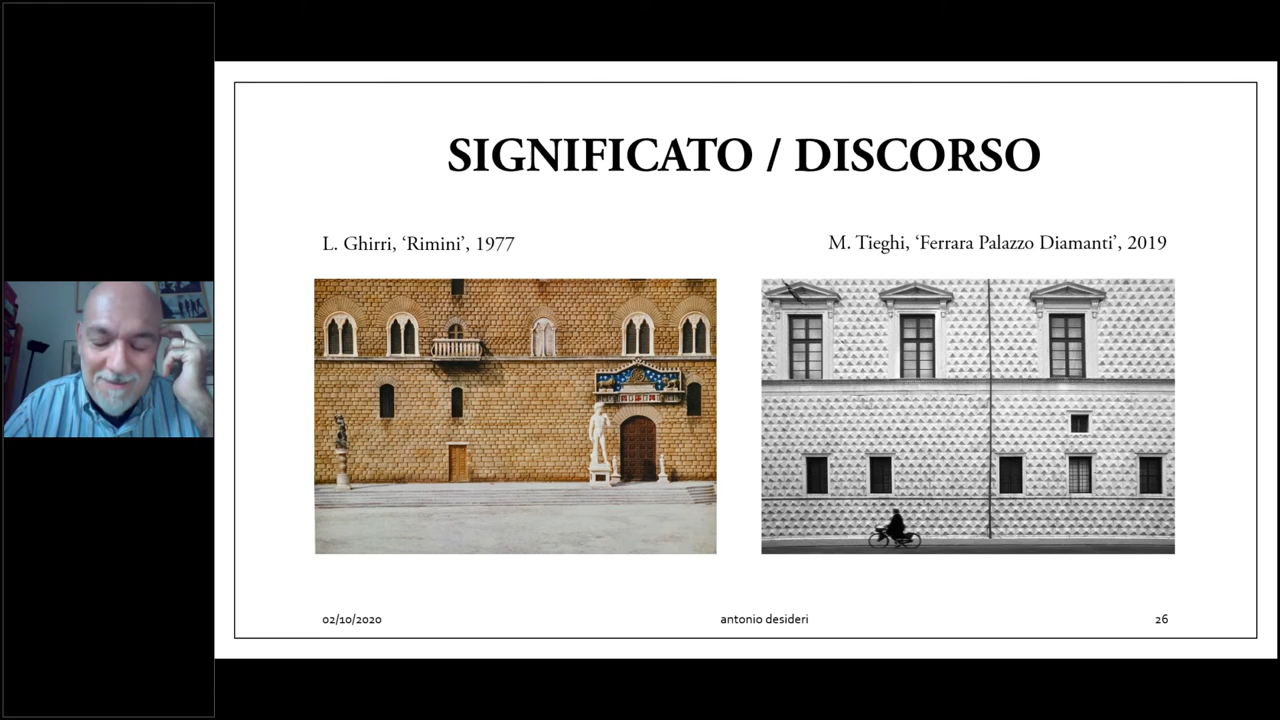 SIGNIFICATO / DISCORSO
L. Ghirri, ‘Rimini’, 1977
M. Tieghi, ‘Ferrara Palazzo Diamanti’, 2019
02/10/2020
antonio desideri
26